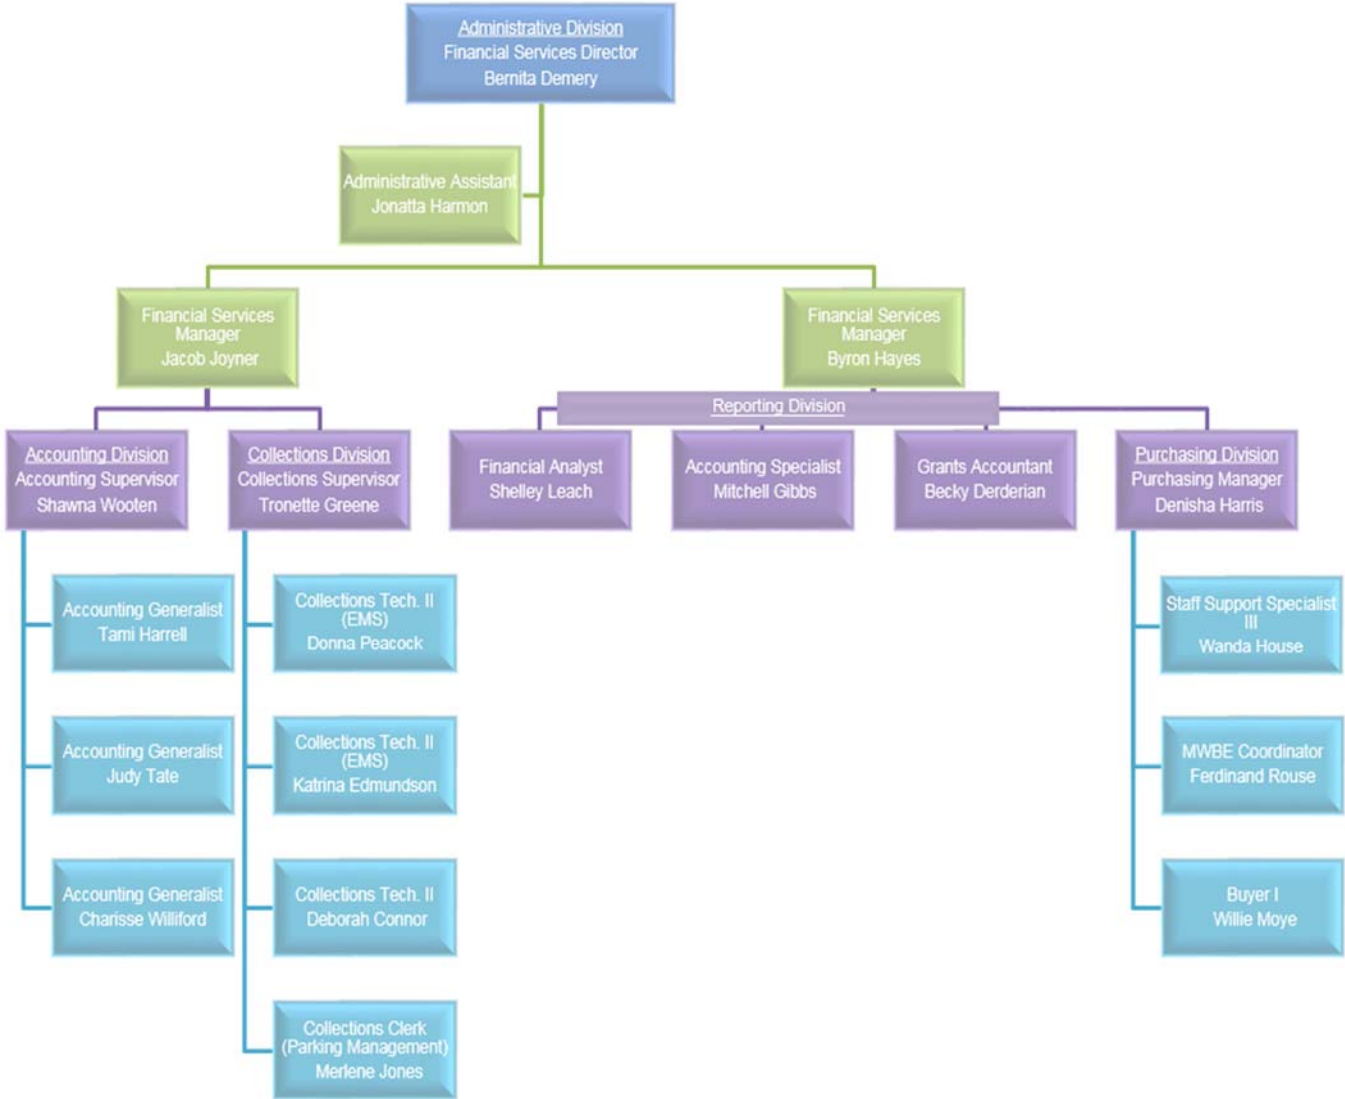 Administrative Division
Financial Services Director
Bernita Demery
Administrative Assistant
Jonatta Harmon
Financial Services
Manager
Jacob Joyner
Financial Services
Manager
Byron Hayes
Reporting Division
Accounting Division
Accounting Supervisor
Shawna Wooten
Collections Division
Collections Supervisor
Tronette Greene
Financial Analyst
Shelley Leach
Accounting Specialist
Mitchell Gibbs
Grants Accountant
Becky Derderian
Purchasing Division
Purchasing Manager
Denisha Harris
Accounting Generalist
Tami Harrell
Collections Tech. II
(EMS)
Donna Peacock
Staff Support Specialist
III
Wanda House
Accounting Generalist
Judy Tate
Collections Tech. II
(EMS)
Katrina Edmundson
MWBE Coordinator
Ferdinand Rouse
Accounting Generalist
Charisse Williford
Collections Tech. II
Deborah Connor
Buyer I
Willie Moye
Collections Clerk
(Parking Management)
Merlene Jones